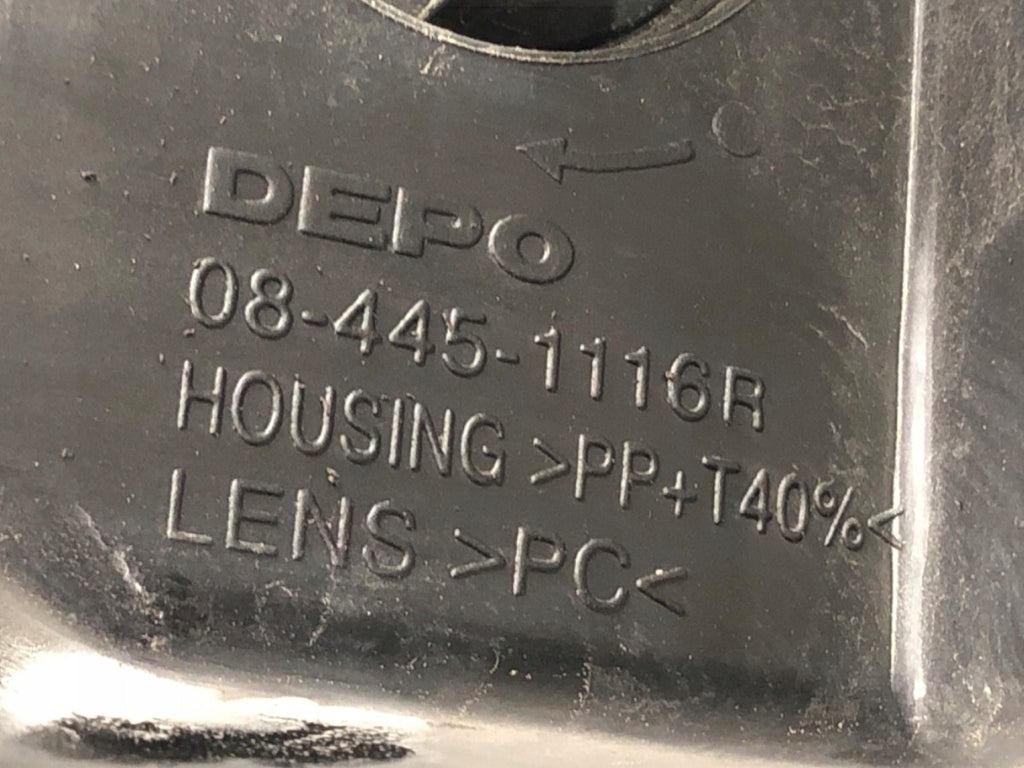 DEPO
08-445-1116R
HOUSING >PP+T40%<
LENS >PC<